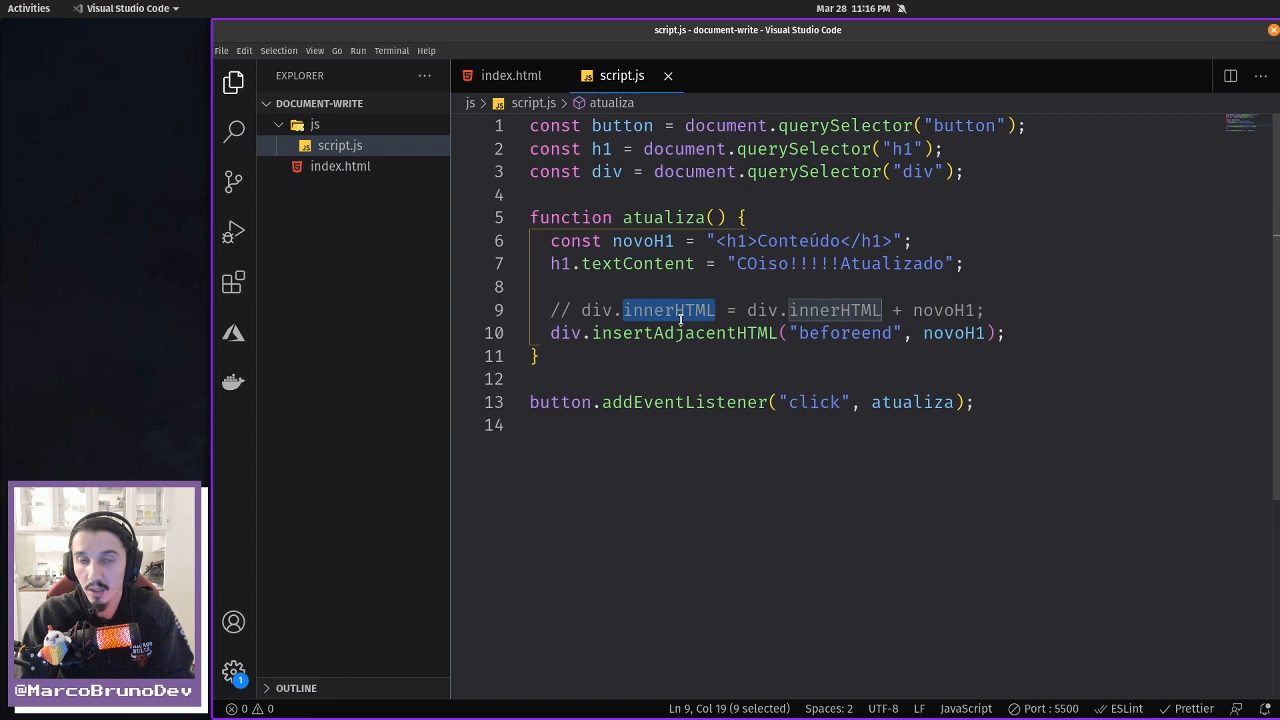 Activities
Visual Studio Code
Mar 28 11:16 PM
script.js - document-write - Visual Studio Code
File Edit Selection View Go Run Terminal Help
EXPLORER
DOCUMENT-WRITE
js
script.js
index.html
OUTLINE
index.html
script.js
js script.js atualiza
1 const button = document.querySelector("button");
2 const h1 = document.querySelector("h1");
3 const div = document.querySelector("div");
4
5 function atualiza() {
6 const novoH1 = "<h1>Conteúdo</h1>";
7 h1.textContent = "COiso!!!!!Atualizado";
8
9 // div.innerHTML = div.innerHTML + novoH1;
10 div.insertAdjacentHTML("beforeend", novoH1);
11 }
12
13 button.addEventListener("click", atualiza);
14
1
@MarcoBrunoDev
0 0
Ln 9, Col 19 (9 selected)
Spaces: 2
UTF-8
LF
JavaScript
Port : 5500
ESLint
Prettier